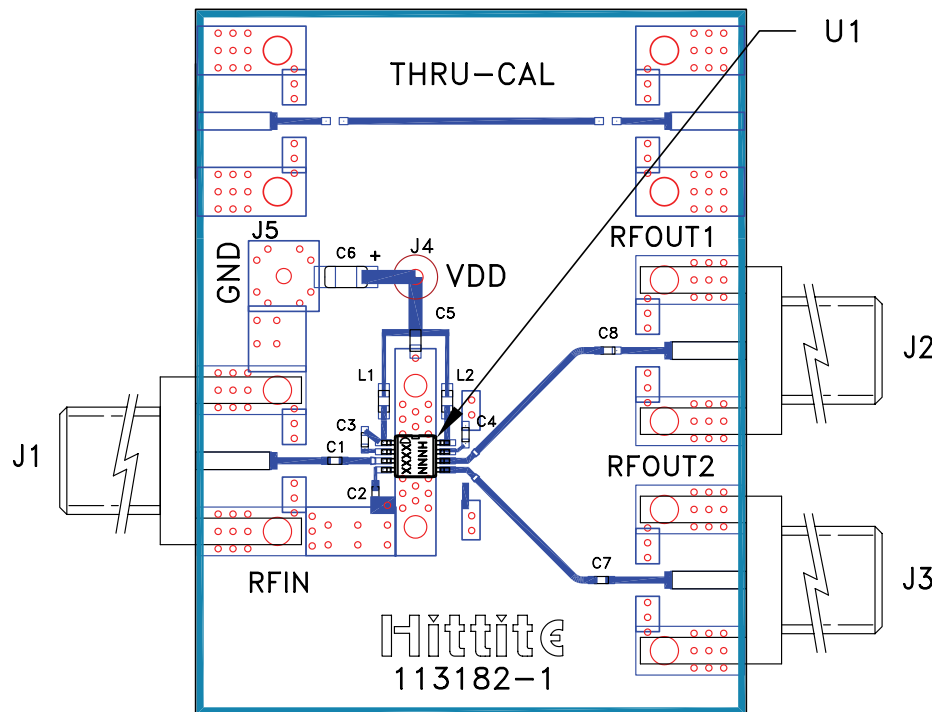 U1
THRU-CAL
RFOUT1
J5
C6
+
J4
GND
VDD
C5
C8
J2
L1
L2
C3
C4
J1
C1
XXXX
HNNN
RFOUT2
C2
C7
RFIN
J3
Hittite
113182-1